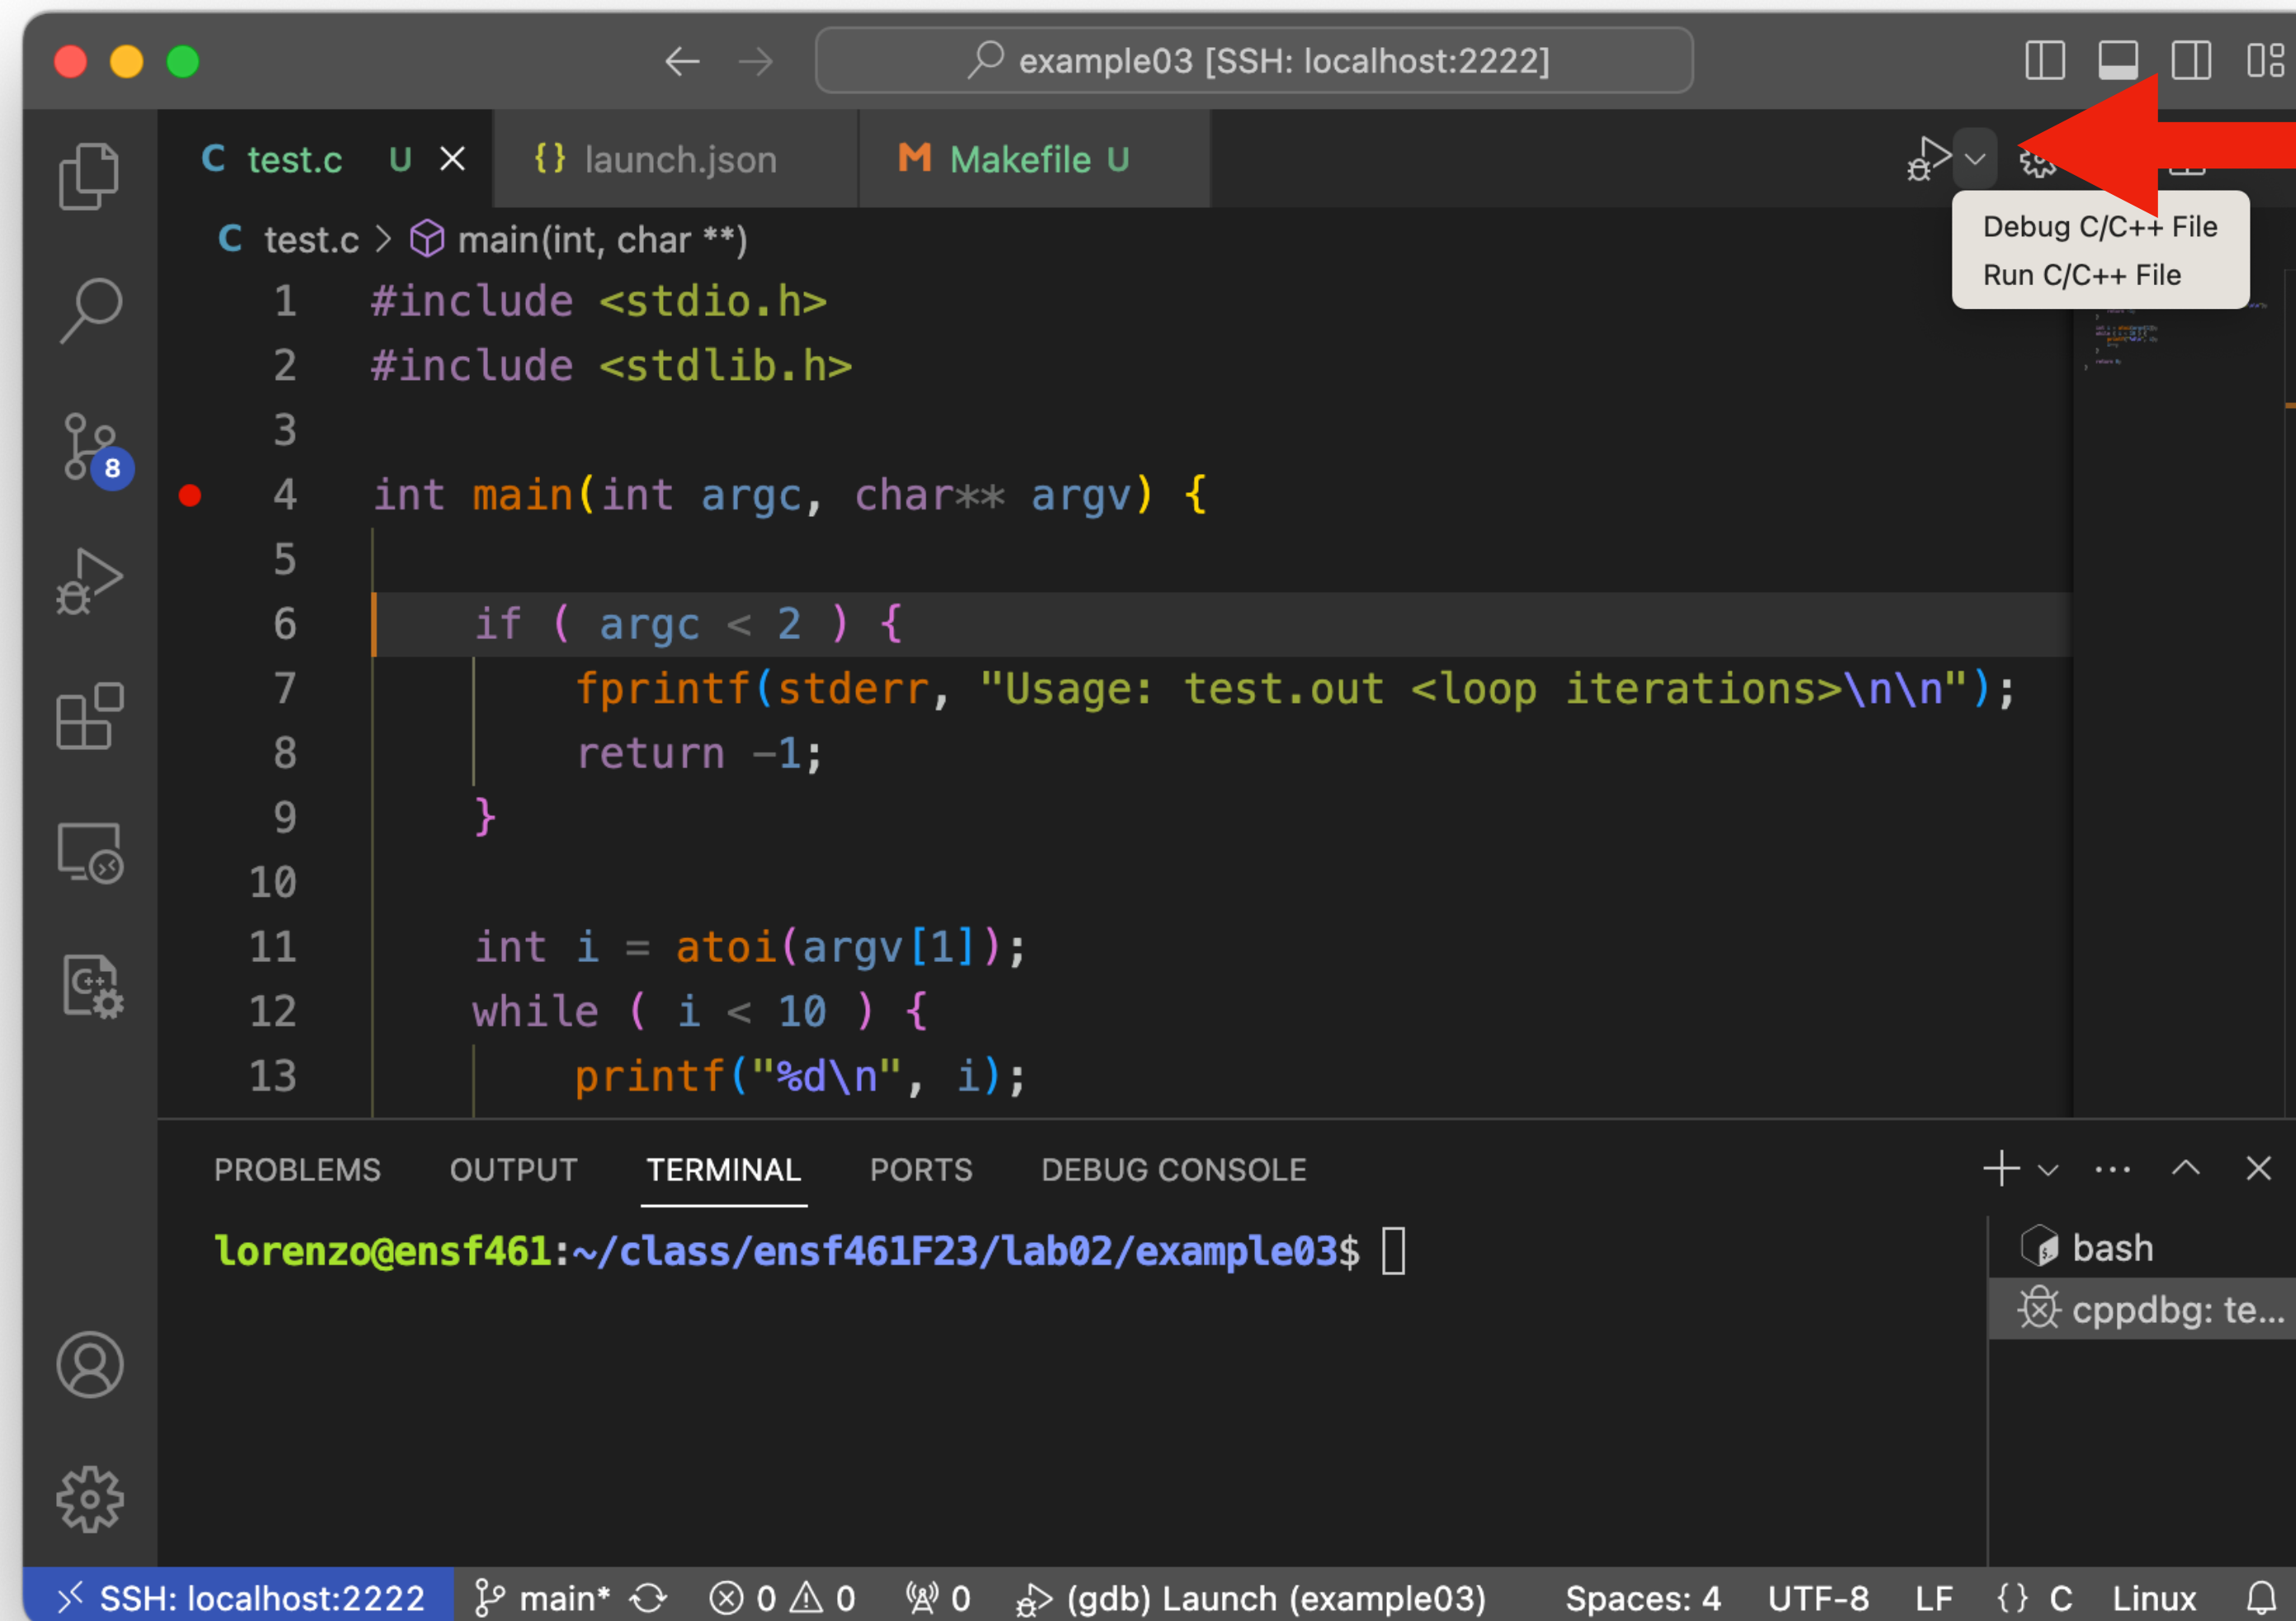 example03 [SSH: localhost:2222]
C test.c U
{} launch.json
M Makefile U
C test.c > main(int, char **)
Debug C/C++ File
Run C/C++ File
1 #include <stdio.h>
2 #include <stdlib.h>
3
8
4 int main(int argc, char** argv) {
5
6 if ( argc < 2 ) {
7 fprintf(stderr, "Usage: test.out <loop iterations>\n\n");
8 return -1;
9 }
10
11 int i = atoi(argv[1]);
12 while ( i < 10 ) {
13 printf("%d\n", i);
PROBLEMS OUTPUT TERMINAL PORTS DEBUG CONSOLE
lorenzo@ensf461:~/class/ensf461F23/lab02/example03$
bash
cppdbg: te...
SSH: localhost:2222 main* 0 0 0 (gdb) Launch (example03) Spaces: 4 UTF-8 LF {} C Linux